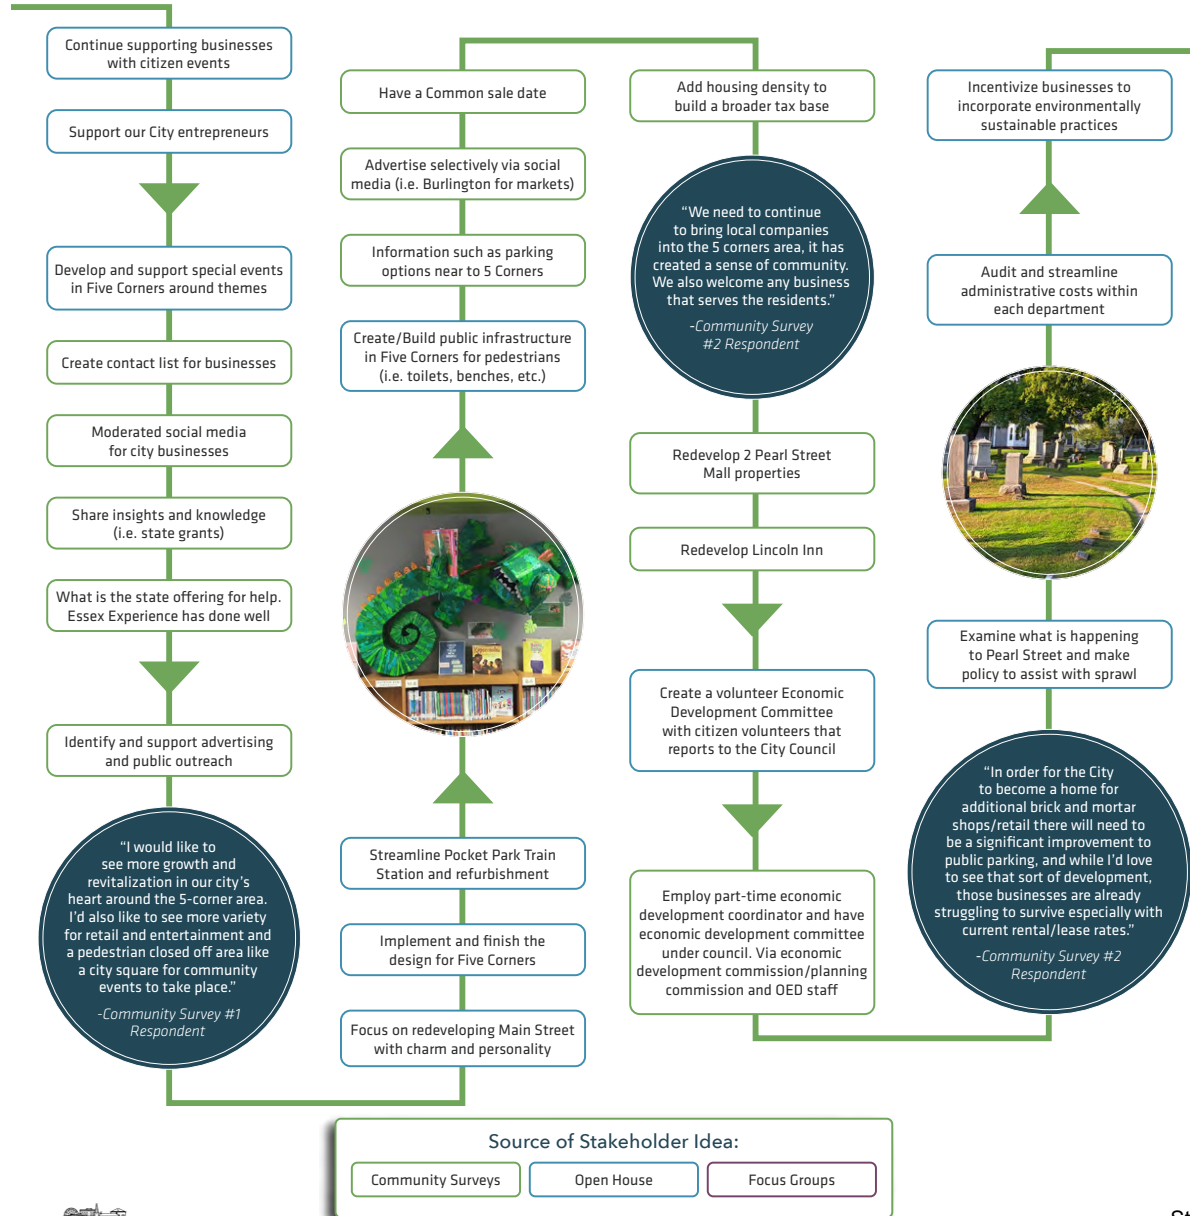 Continue supporting businesses
with citizen events
Support our City entrepreneurs
Develop and support special events
in Five Corners around themes
Create contact list for businesses
Moderated social media
for city businesses
Share insights and knowledge
(i.e. state grants)
What is the state offering for help.
Essex Experience has done well
Identify and support advertising
and public outreach
“I would like to
see more growth and
revitalization in our city’s
heart around the 5-corner area.
I’d also like to see more variety
for retail and entertainment and
a pedestrian closed off area like
a city square for community
events to take place.”
-Community Survey #1
Respondent
Have a Common sale date
Advertise selectively via social
media (i.e. Burlington for markets)
Information such as parking
options near to 5 Corners
Create/Build public infrastructure
in Five Corners for pedestrians
(i.e. toilets, benches, etc.)
Streamline Pocket Park Train
Station and refurbishment
Implement and finish the
design for Five Corners
Focus on redeveloping Main Street
with charm and personality
Add housing density to
build a broader tax base
“We need to continue
to bring local companies
into the 5 corners area, it has
created a sense of community.
We also welcome any business
that serves the residents.”
-Community Survey
#2 Respondent
Redevelop 2 Pearl Street
Mall properties
Redevelop Lincoln Inn
Create a volunteer Economic
Development Committee
with citizen volunteers that
reports to the City Council
Employ part-time economic
development coordinator and have
economic development committee
under council. Via economic
development commission/planning
commission and OED staff
Incentivize businesses to
incorporate environmentally
sustainable practices
Audit and streamline
administrative costs within
each department
Examine what is happening
to Pearl Street and make
policy to assist with sprawl
“In order for the City
to become a home for
additional brick and mortar
shops/retail there will need to
be a significant improvement to
public parking, and while I’d love
to see that sort of development,
those businesses are already
struggling to survive especially with
current rental/lease rates.”
-Community Survey #2
Respondent
Source of Stakeholder Idea:
Community Surveys
Open House
Focus Groups